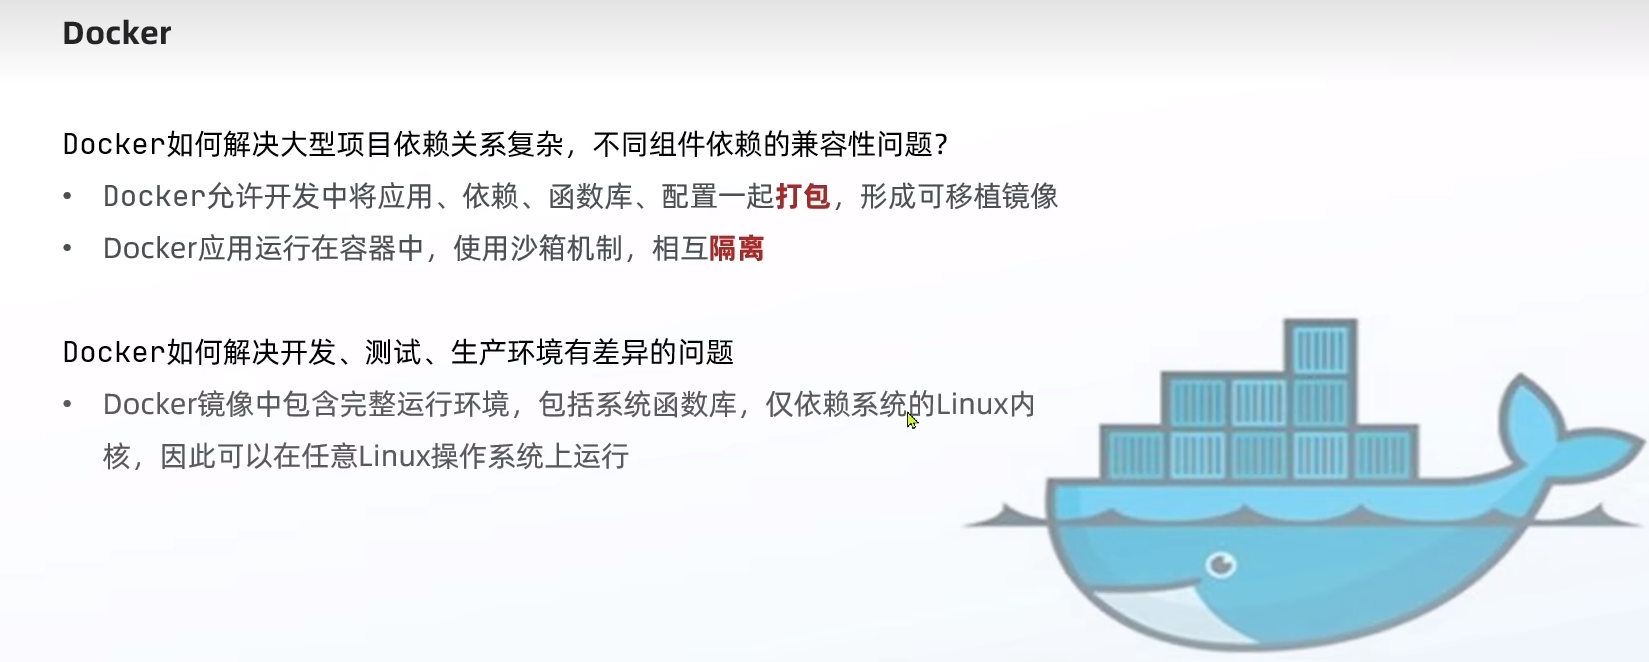 Docker
Docker如何解决大型项目依赖关系复杂，不同组件依赖的兼容性问题？
• Docker允许开发中将应用、依赖、函数库、配置一起打包，形成可移植镜像
• Docker应用运行在容器中，使用沙箱机制，相互隔离
Docker如何解决开发、测试、生产环境有差异的问题
• Docker镜像中包含完整运行环境，包括系统函数库，仅依赖系统的Linux内
核，因此可以在任意Linux操作系统上运行